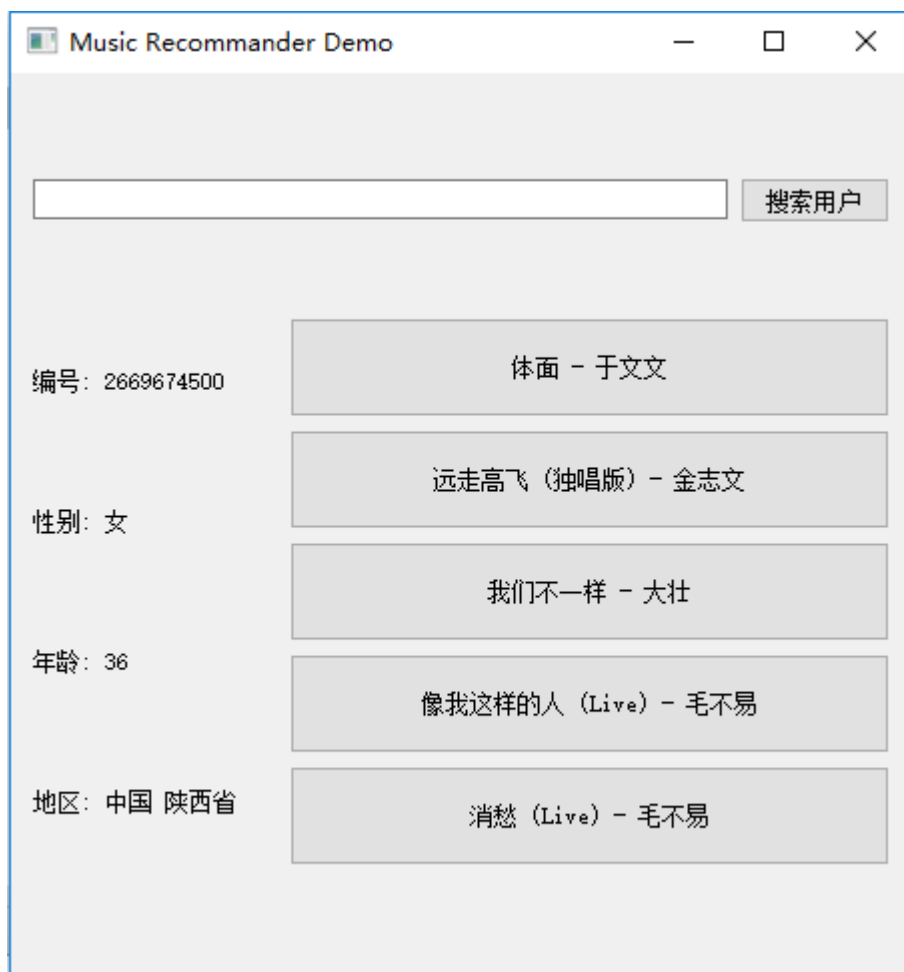 Music Recommander Demo
搜索用户
编号: 2669674500
性别: 女
年龄: 36
地区: 中国 陕西省
体面 - 于文文
远走高飞 (独唱版) - 金志文
我们不一样 - 大壮
像我这样的人 (Live) - 毛不易
消愁 (Live) - 毛不易